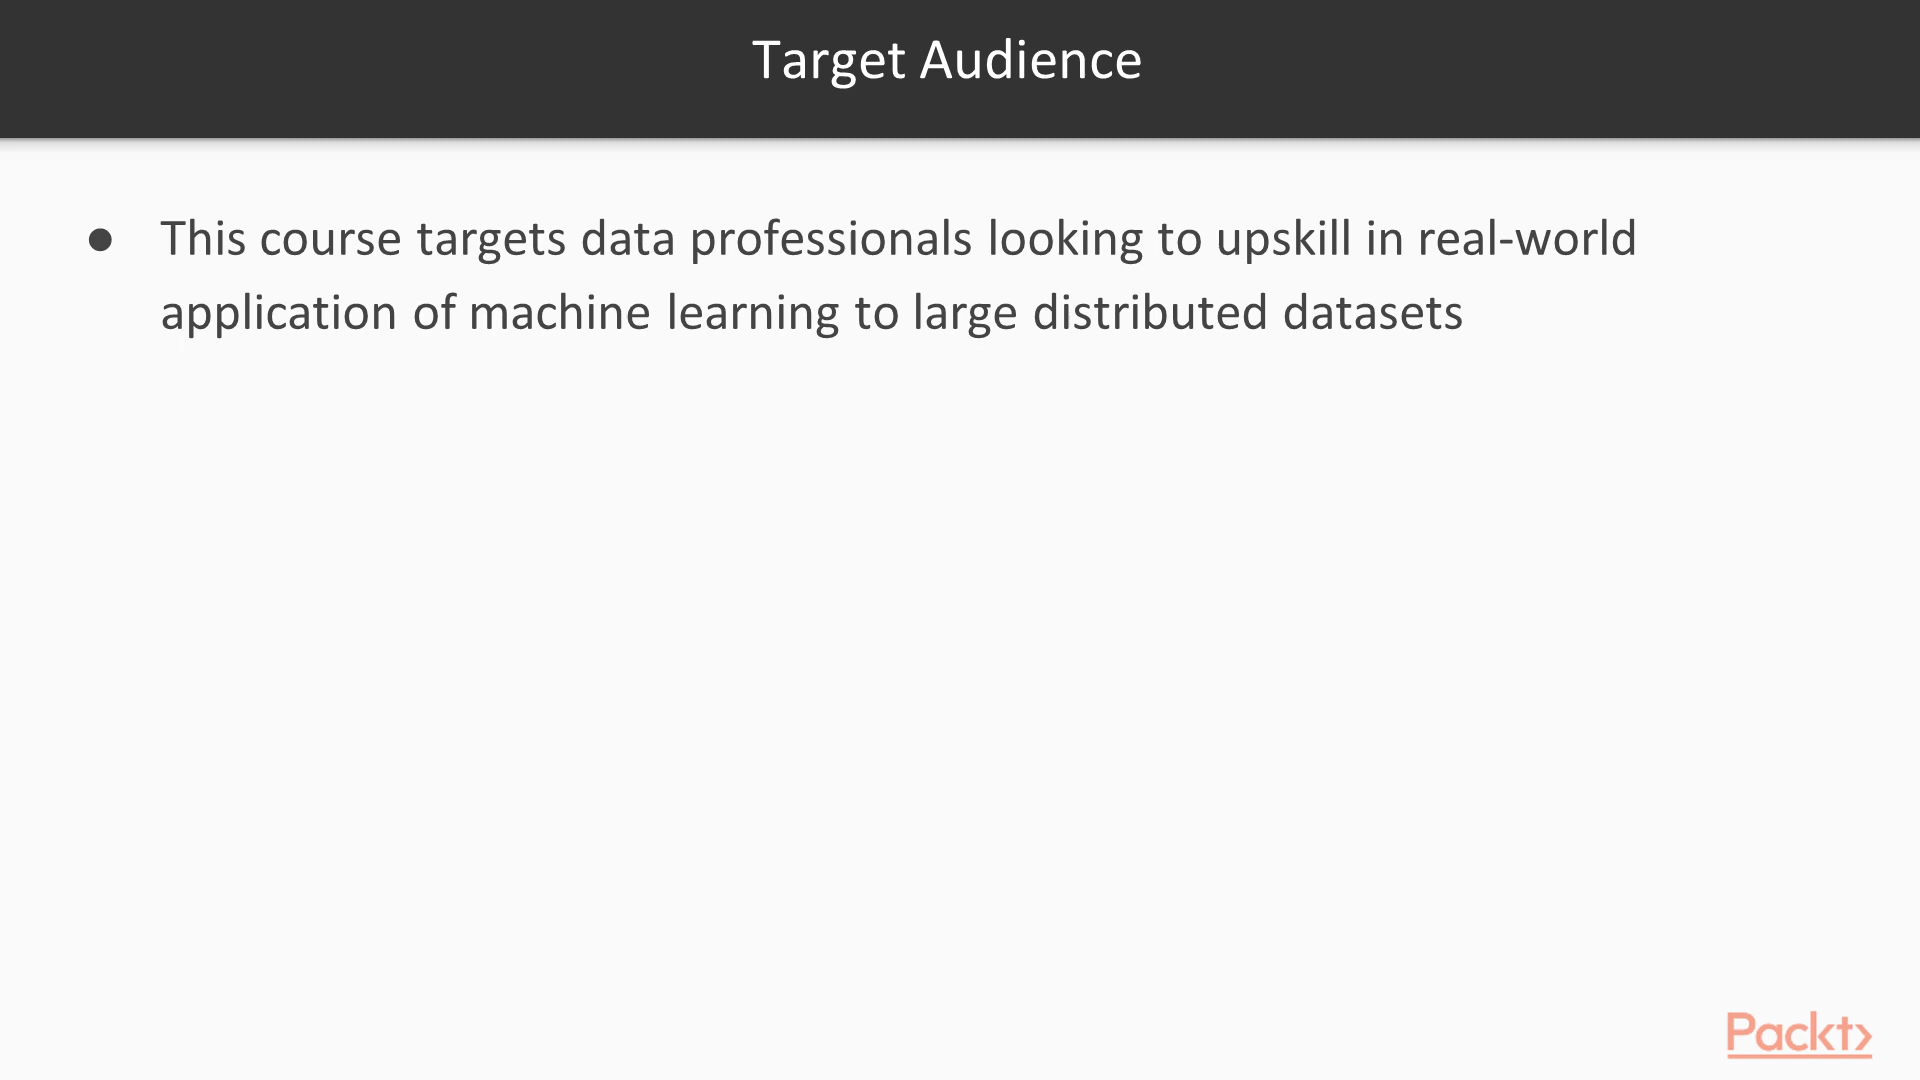 Target Audience
● This course targets data professionals looking to upskill in real-world
application of machine learning to large distributed datasets
Packt>